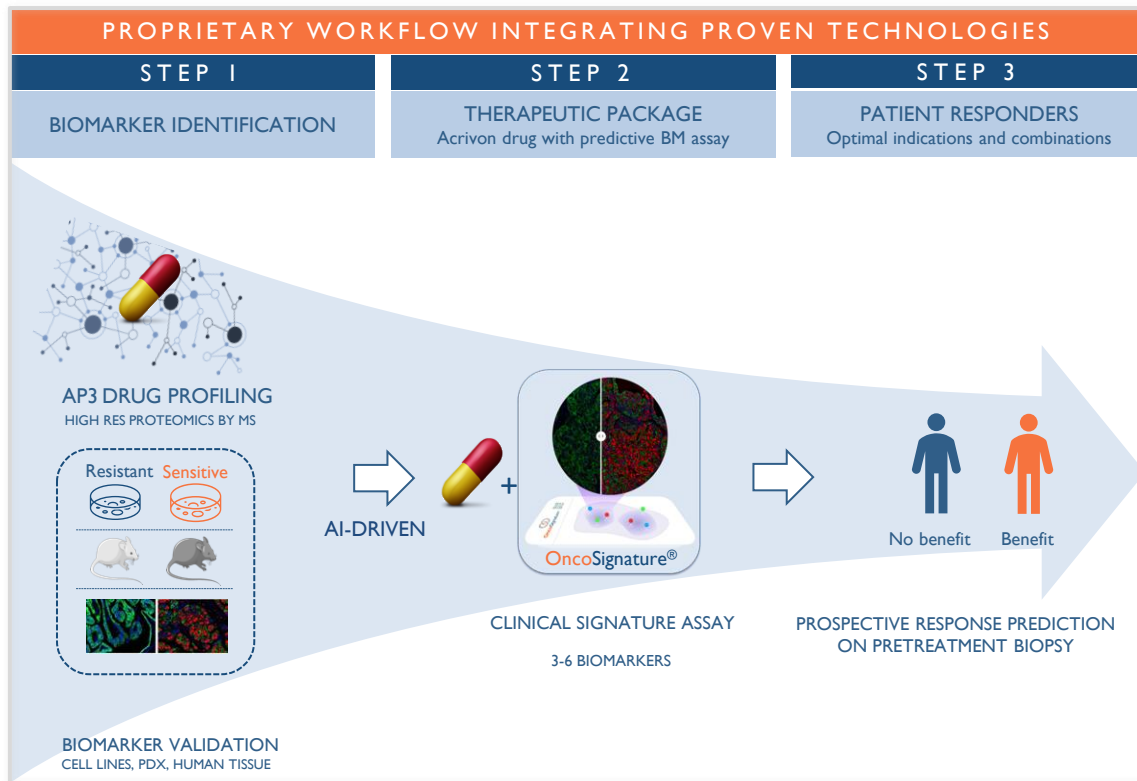 PROPRIETARY WORKFLOW INTEGRATING PROVEN TECHNOLOGIES
STEP 1
BIOMARKER IDENTIFICATION
STEP 2
THERAPEUTIC PACKAGE
Acrivon drug with predictive BM assay
STEP 3
PATIENT RESPONDERS
Optimal indications and combinations
AP3 DRUG PROFILING
HIGH RES PROTEOMICS BY MS
Resistant
Sensitive
BIOMARKER VALIDATION
CELL LINES, PDX, HUMAN TISSUE
AI-DRIVEN
+
OncoSignature
OncoSignature®
CLINICAL SIGNATURE ASSAY
3-6 BIOMARKERS
No benefit
Benefit
PROSPECTIVE RESPONSE PREDICTION
ON PRETREATMENT BIOPSY